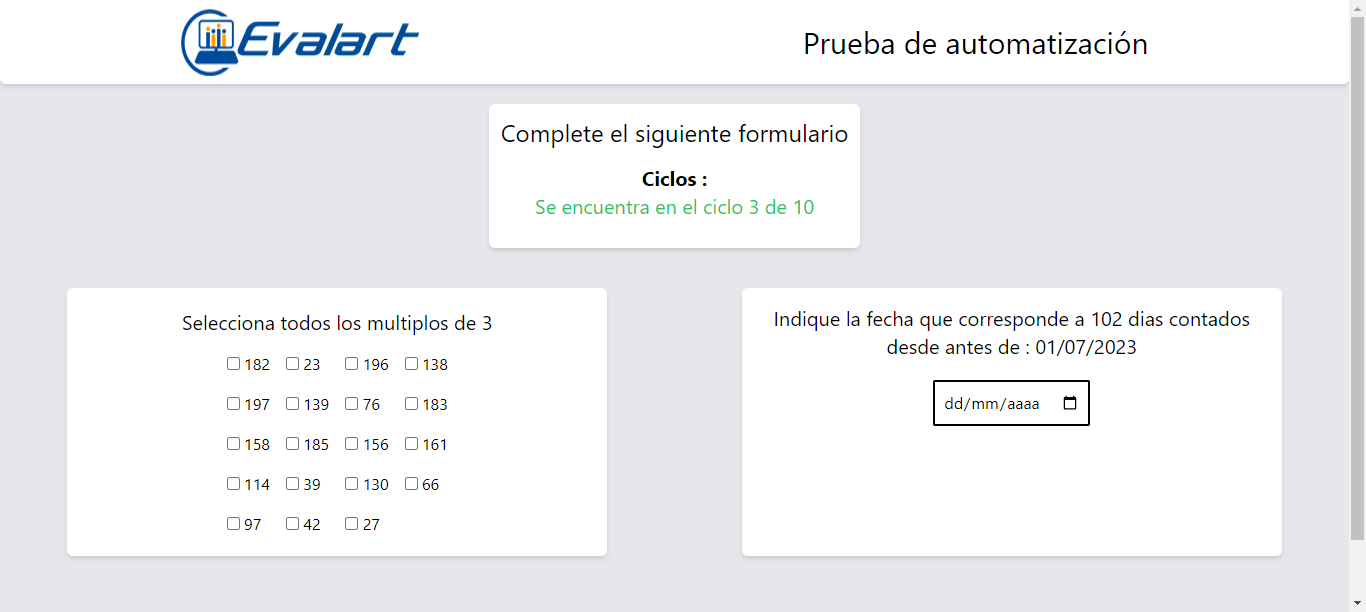 Evalart
Prueba de automatización
Complete el siguiente formulario
Ciclos :
Se encuentra en el ciclo 3 de 10
Selecciona todos los multiplos de 3
182 23 196 138
197 139 76 183
158 185 156 161
114 39 130 66
97 42 27
Indique la fecha que corresponde a 102 dias contados
desde antes de : 01/07/2023
dd/mm/aaaa